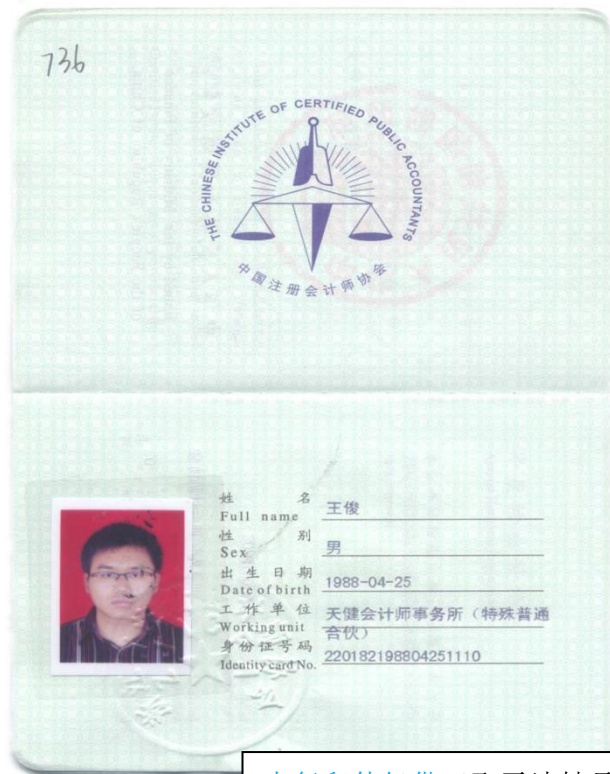 736
THE CHINESE INSTITUTE OF CERTIFIED PUBLIC ACCOUNTANTS
中国注册会计师协会
姓 名 王俊
Full name
性 别 男
Sex
出生日期 1988-04-25
Date of birth
工作单位 天健会计师事务所（特殊普通
Working unit 合伙）
身份证号码 220182198804251110
Identity card No.